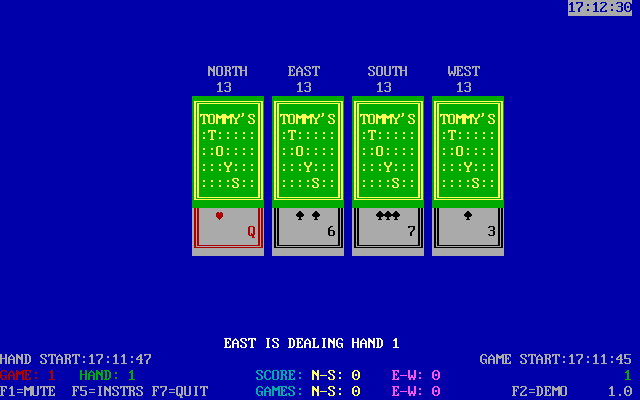 17:12:30
NORTH EAST SOUTH WEST
13 13 13 13
TOMMY'S TOMMY'S TOMMY'S TOMMY'S
:T::::: :T::::: :T::::: :T:::::
::O:::: ::O:::: ::O:::: ::O::::
:::Y::: :::Y::: :::Y::: :::Y:::
::::S:: ::::S:: ::::S:: ::::S::
♥ ♠ ♠ ♠♠♠ ♠
Q 6 7 3
EAST IS DEALING HAND 1
HAND START:17:11:47 GAME START:17:11:45
GAME: 1 HAND: 1 SCORE: N-S: 0 E-W: 0 1
F1=MUTE F5=INSTRS F7=QUIT GAMES: N-S: 0 E-W: 0 F2=DEMO 1.0